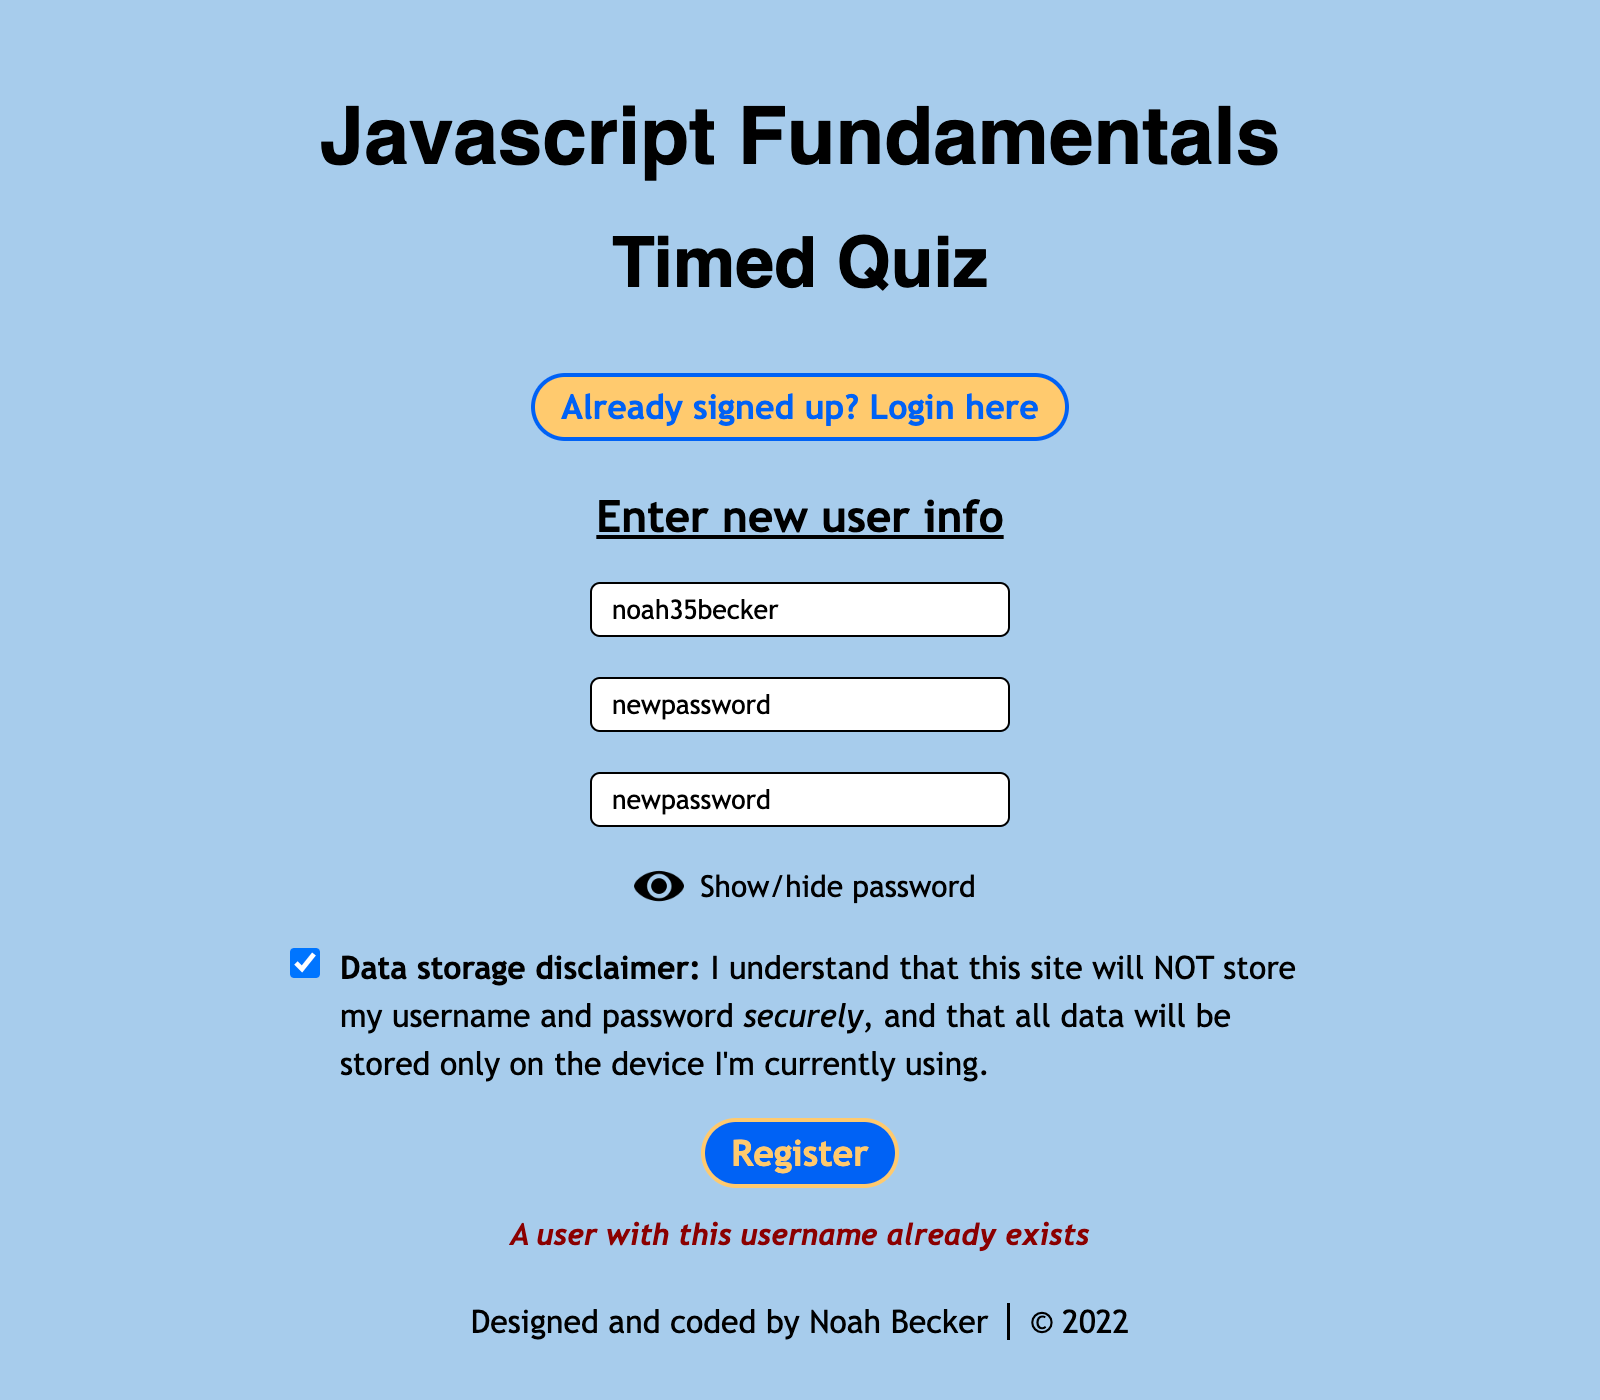 Javascript Fundamentals
Timed Quiz
Already signed up? Login here
Enter new user info
noah35becker
newpassword
newpassword
Show/hide password
Data storage disclaimer: I understand that this site will NOT store
my username and password securely, and that all data will be
stored only on the device I'm currently using.
Register
A user with this username already exists
Designed and coded by Noah Becker | © 2022